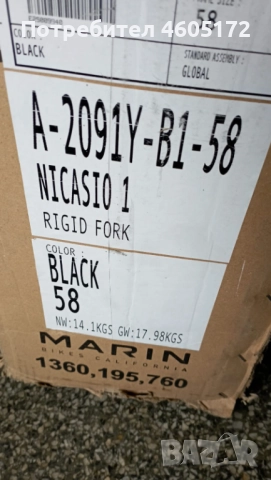 Потребител 4605172
BLACK
58
STANDARD ASSEMBLY :
GLOBAL
A-2091Y-B1-58
NICASIO 1
RIGID FORK
COLOR :
BLACK
58
NW:14.1KGS GW:17.98KGS
MARIN
BIKES CALIFORNIA
1360,195,760
BAZAR